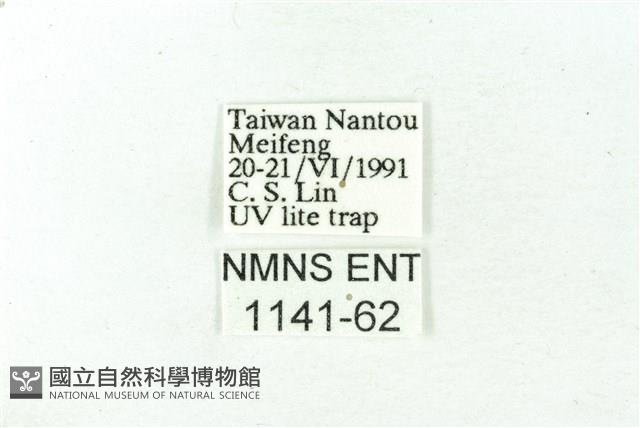 Taiwan Nantou
Meifeng
20-21/VI/1991
C. S. Lin
UV lite trap
NMNS ENT
1141-62
國立自然科學博物館
NATIONAL MUSEUM OF NATURAL SCIENCE